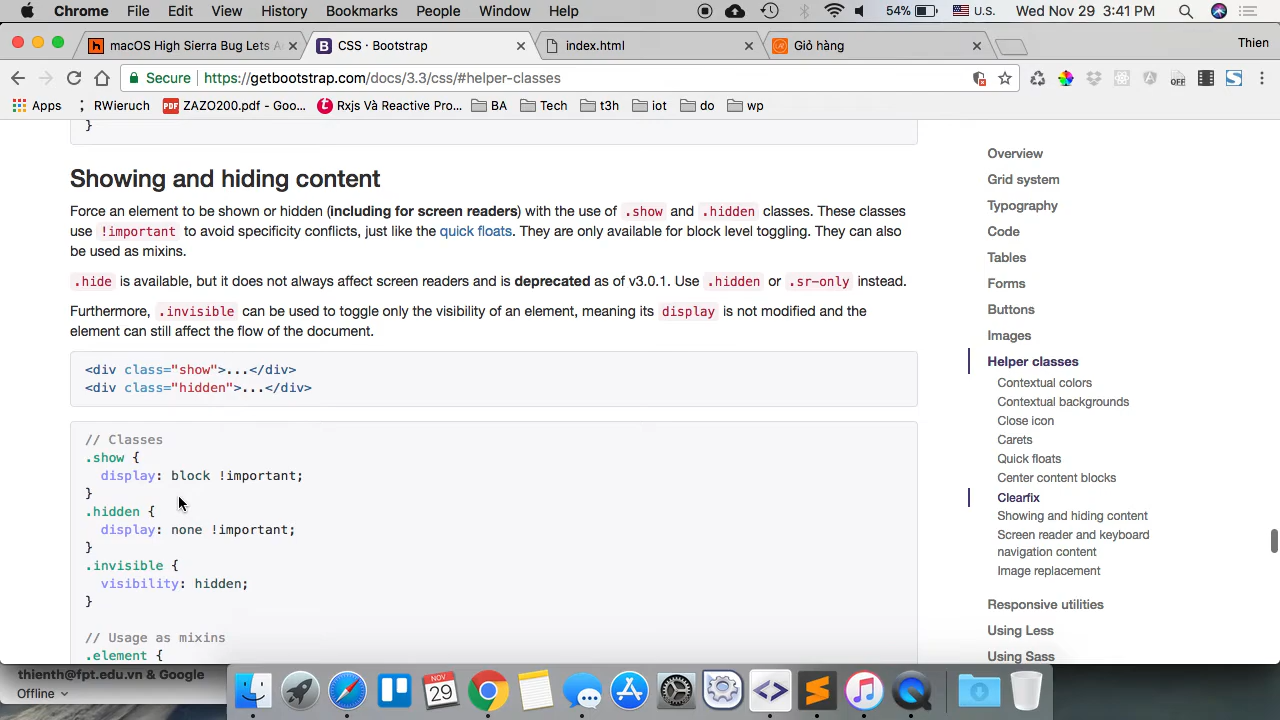 Chrome File Edit View History Bookmarks People Window Help 54% U.S. Wed Nov 29 3:41 PM
macOS High Sierra Bug Lets A CSS · Bootstrap index.html Giỏ hàng Thien
Secure https://getbootstrap.com/docs/3.3/css/#helper-classes OFF
Apps RWieruch PDF ZAZO200.pdf - Goo... Rxjs Và Reactive Pro... BA Tech t3h iot do wp
}
Showing and hiding content
Force an element to be shown or hidden (including for screen readers) with the use of .show and .hidden classes. These classes
use !important to avoid specificity conflicts, just like the quick floats. They are only available for block level toggling. They can also
be used as mixins.
.hide is available, but it does not always affect screen readers and is deprecated as of v3.0.1. Use .hidden or .sr-only instead.
Furthermore, .invisible can be used to toggle only the visibility of an element, meaning its display is not modified and the
element can still affect the flow of the document.
<div class="show">...</div>
<div class="hidden">...</div>
// Classes
.show {
display: block !important;
}
.hidden {
display: none !important;
}
.invisible {
visibility: hidden;
}
// Usage as mixins
.element {
Overview
Grid system
Typography
Code
Tables
Forms
Buttons
Images
Helper classes
Contextual colors
Contextual backgrounds
Close icon
Carets
Quick floats
Center content blocks
Clearfix
Showing and hiding content
Screen reader and keyboard
navigation content
Image replacement
Responsive utilities
Using Less
Using Sass
thienth@fpt.edu.vn & Google
Offline
NOV
29